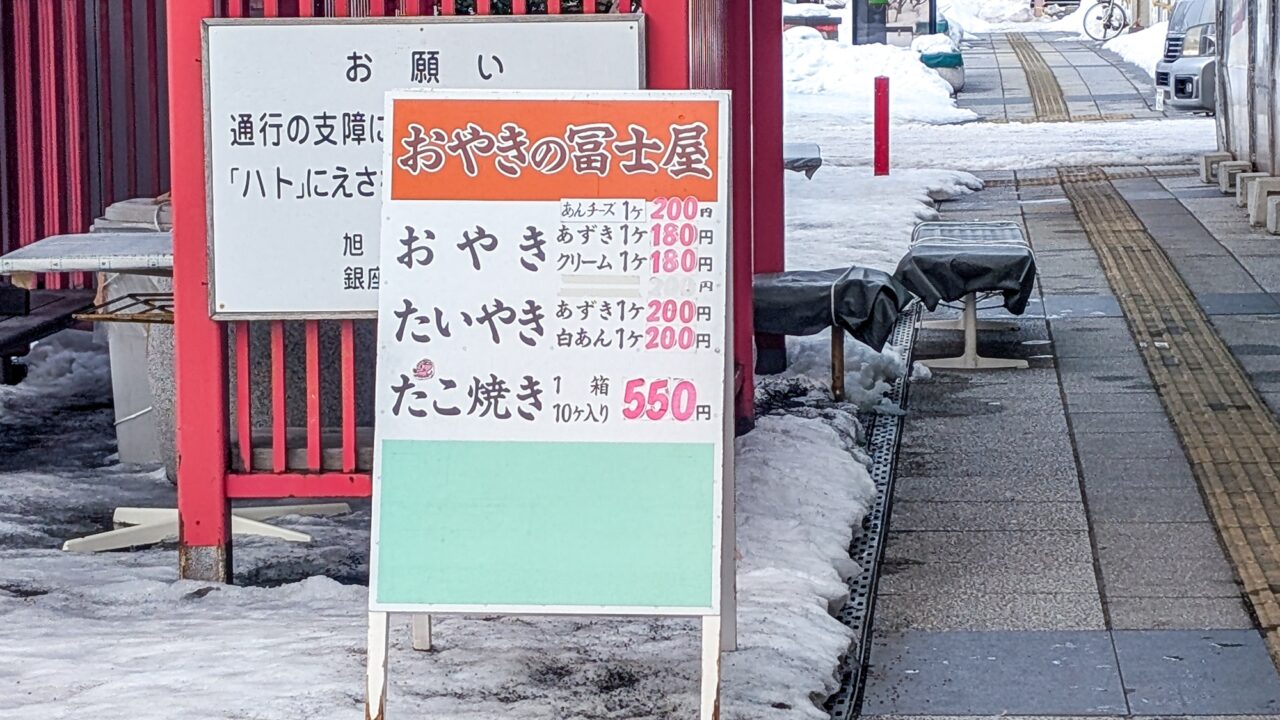 お願い
通行の支障に
「ハト」にえさ
旭
銀座
おやきの冨士屋
あんチーズ 1ケ 200円
おやき あずき 1ケ 180円
クリーム 1ケ 180円
200円
たいやき あずき 1ケ 200円
白あん 1ケ 200円
たこ焼き 1箱 10ケ入り 550円